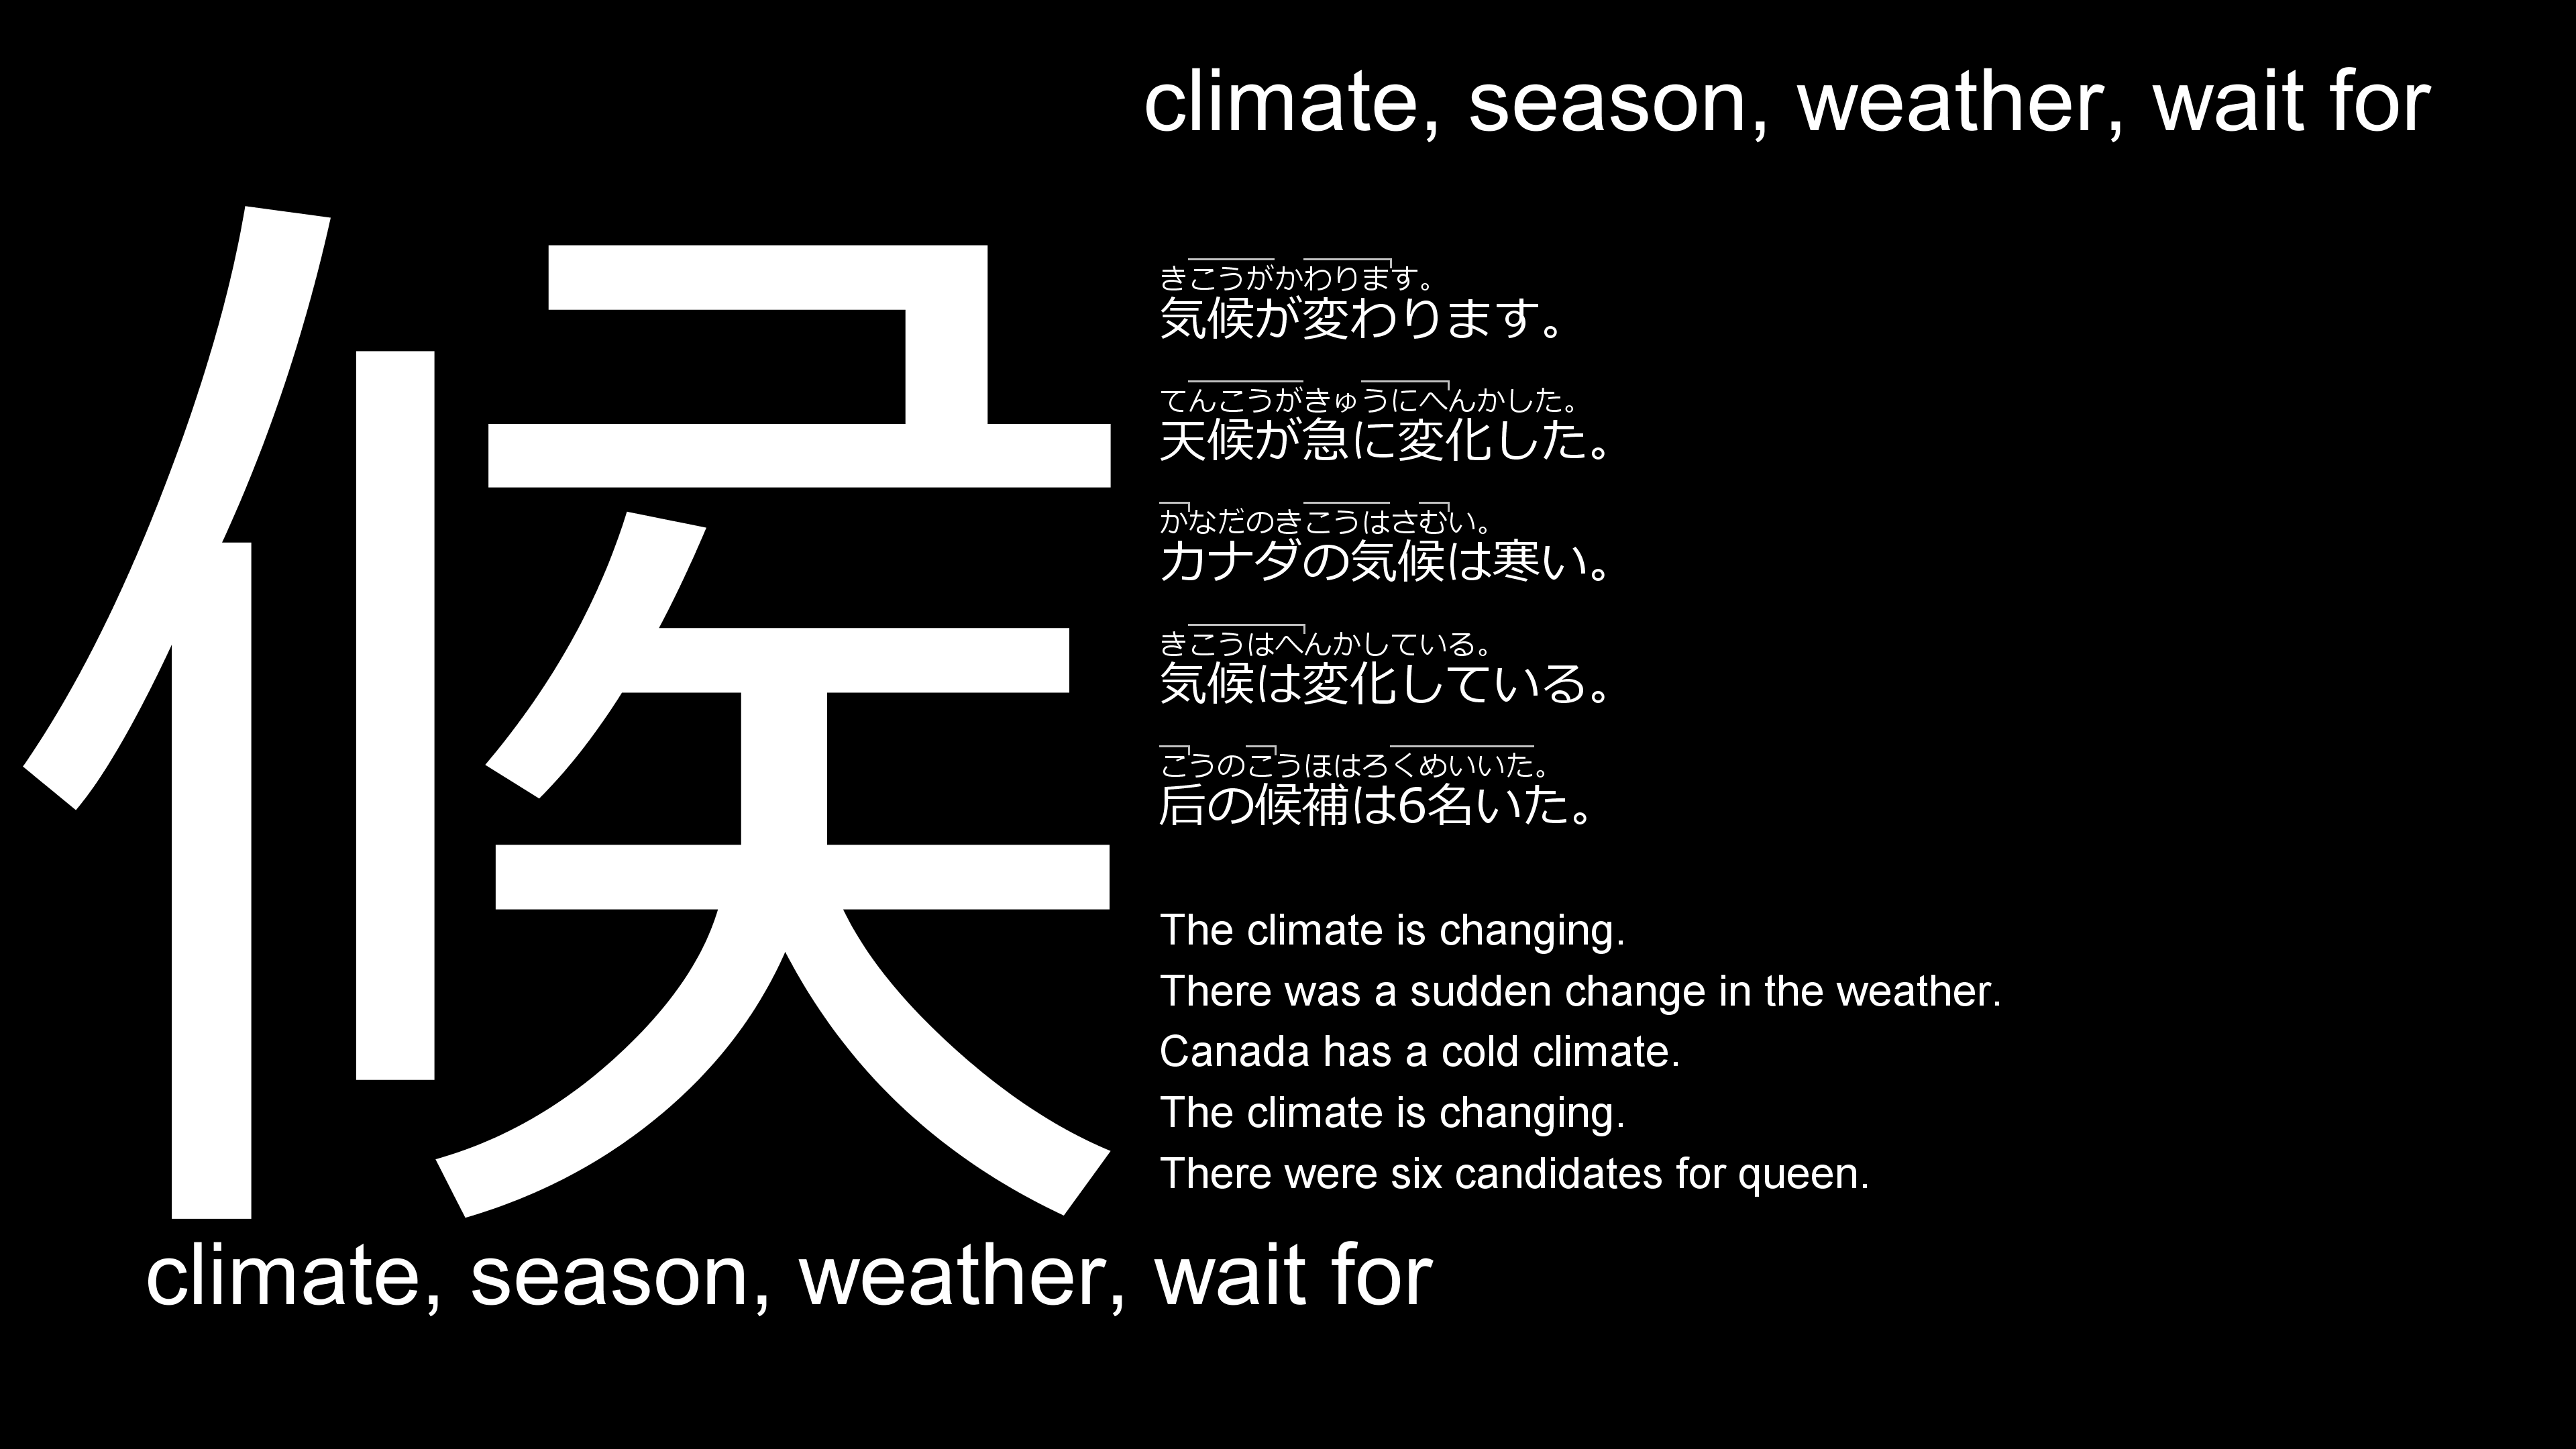 climate, season, weather, wait for
候
きこうがかわります。
気候が変わります。
てんこうがきゅうにへんかした。
天候が急に変化した。
かなだのきこうはさむい。
カナダの気候は寒い。
きこうはへんかしている。
気候は変化している。
こうのこうほはろくめいいた。
后の候補は6名いた。
The climate is changing.
There was a sudden change in the weather.
Canada has a cold climate.
The climate is changing.
There were six candidates for queen.
climate, season, weather, wait for